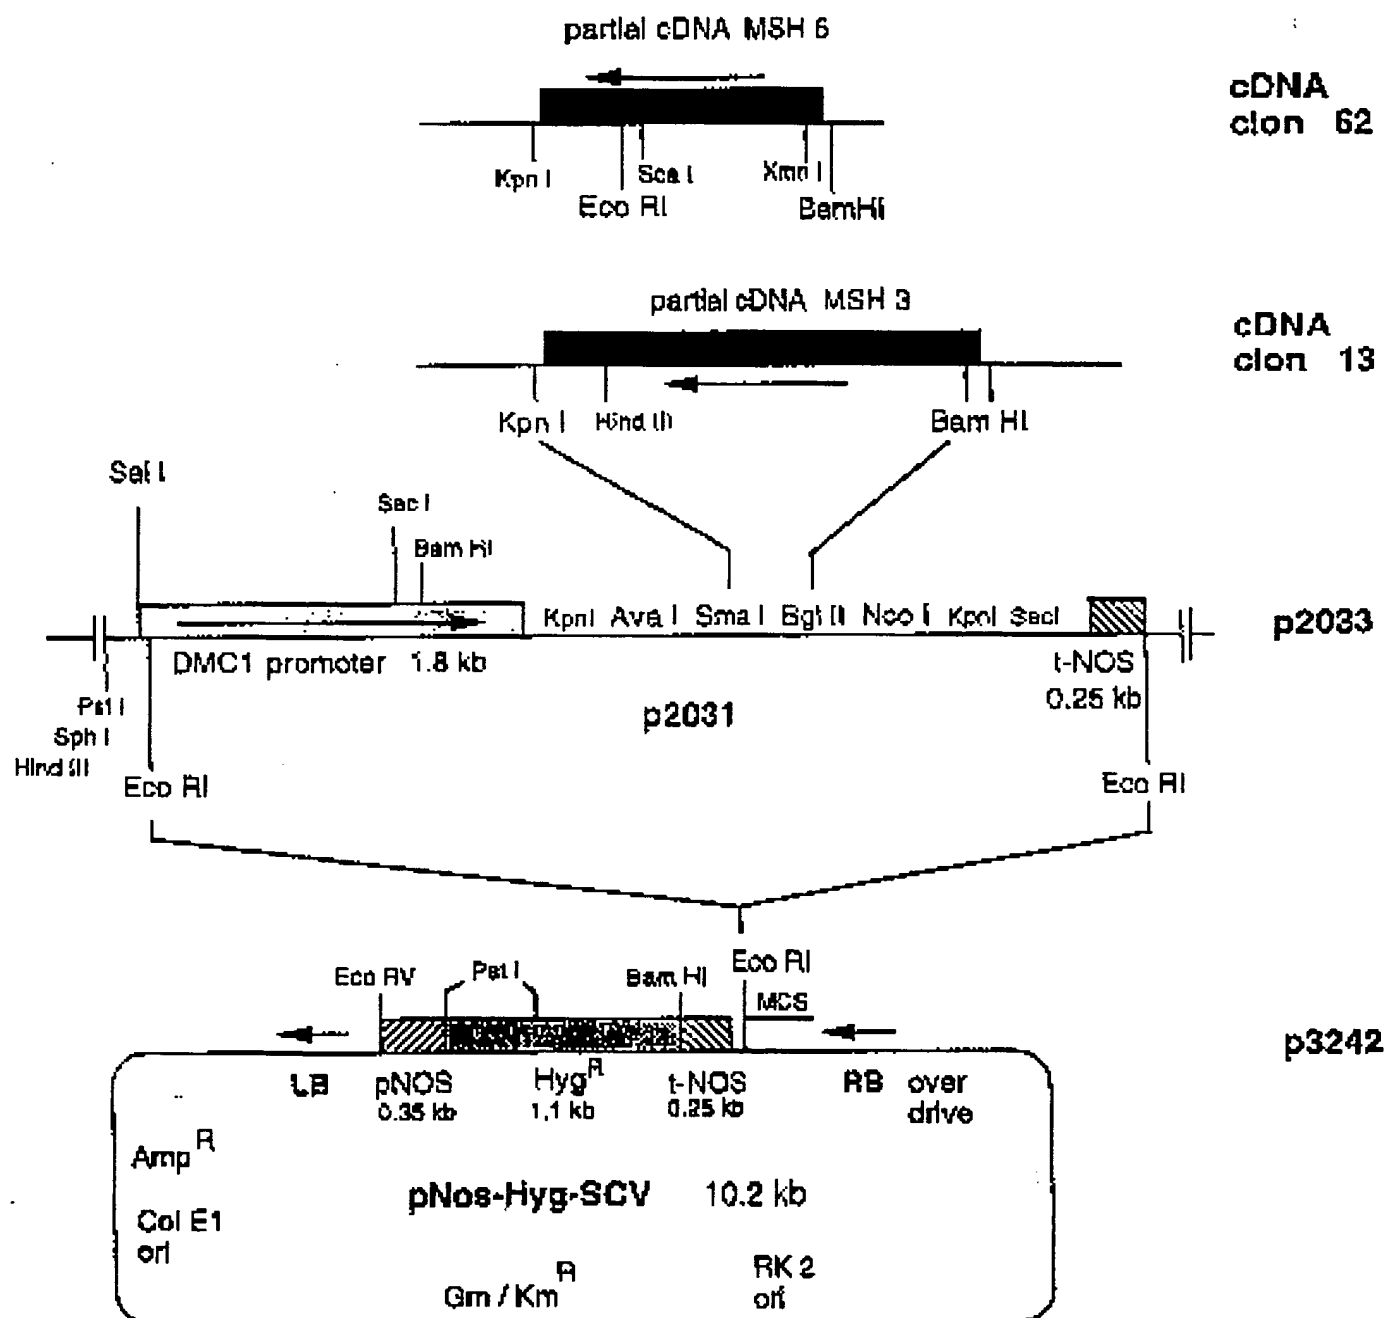 partial cDNA MSH 6
cDNA
clon 62
Kpn I
Sca I
Xmn I
Eco RI
BamHI
partial cDNA MSH 3
cDNA
clon 13
Kpn I
Hind III
Bam HI
Sal I
Sac I
Bam HI
KpnI Ava I Sma I Bgl II Nco I KpnI SacI
p2033
DMC1 promoter 1.8 kb
t-NOS
0.25 kb
Pst I
Sph I
Hind III
p2031
Eco RI
Eco RI
Eco RV
Pst I
Bam HI
Eco RI
MCS
p3242
LB
pNOS
0.35 kb
Hyg R
1,1 kb
t-NOS
0.25 kb
RB
over
drive
Amp R
pNos-Hyg-SCV 10.2 kb
Col E1
ori
Gm / Km R
RK 2
ori